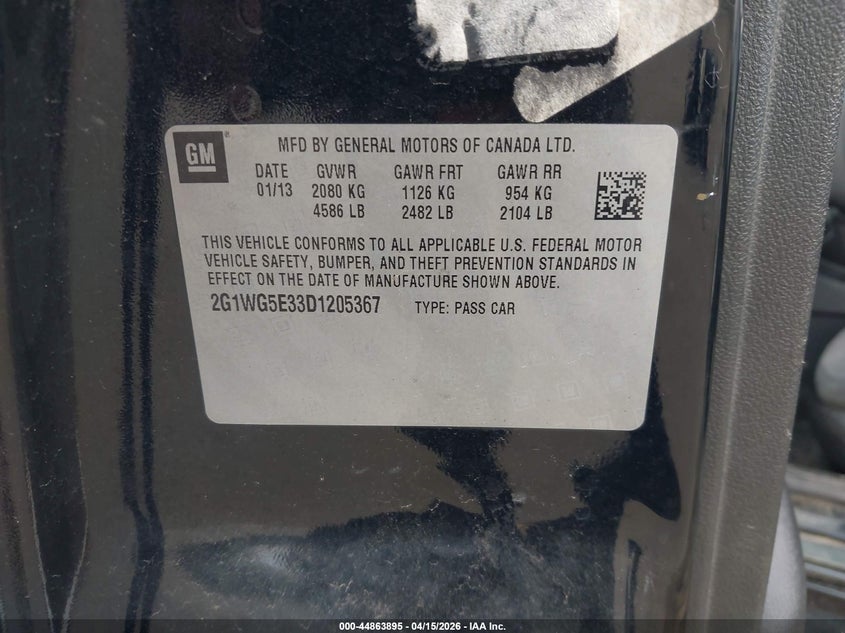 GM
MFD BY GENERAL MOTORS OF CANADA LTD.
DATE GVWR GAWR FRT GAWR RR
01/13 2080 KG 1126 KG 954 KG
4586 LB 2482 LB 2104 LB
THIS VEHICLE CONFORMS TO ALL APPLICABLE U.S. FEDERAL MOTOR
VEHICLE SAFETY, BUMPER, AND THEFT PREVENTION STANDARDS IN
EFFECT ON THE DATE OF MANUFACTURE SHOWN ABOVE.
2G1WG5E33D1205367 TYPE: PASS CAR
000-44863895 - 04/15/2026 - IAA Inc.